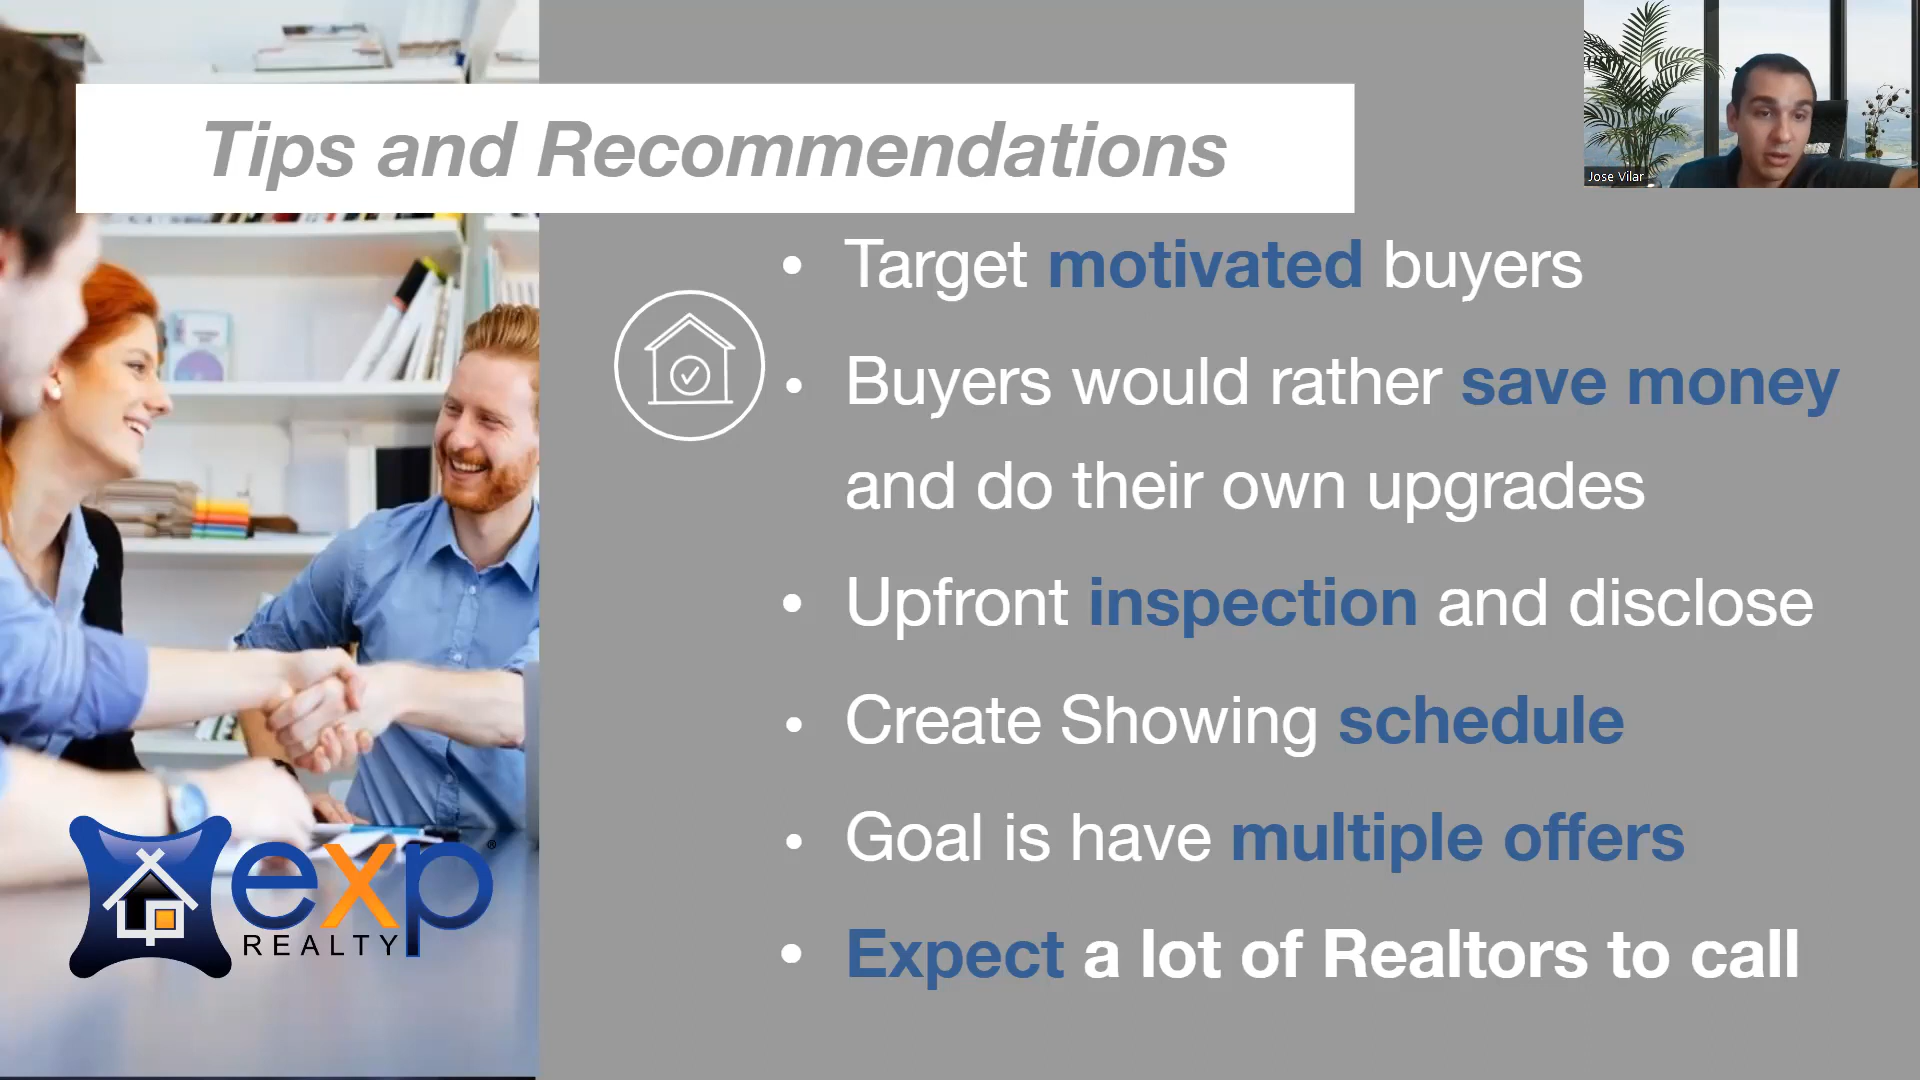 Tips and Recommendations
Jose Vilar
• Target motivated buyers
• Buyers would rather save money
and do their own upgrades
• Upfront inspection and disclose
• Create Showing schedule
• Goal is have multiple offers
• Expect a lot of Realtors to call
exp®
REALTY